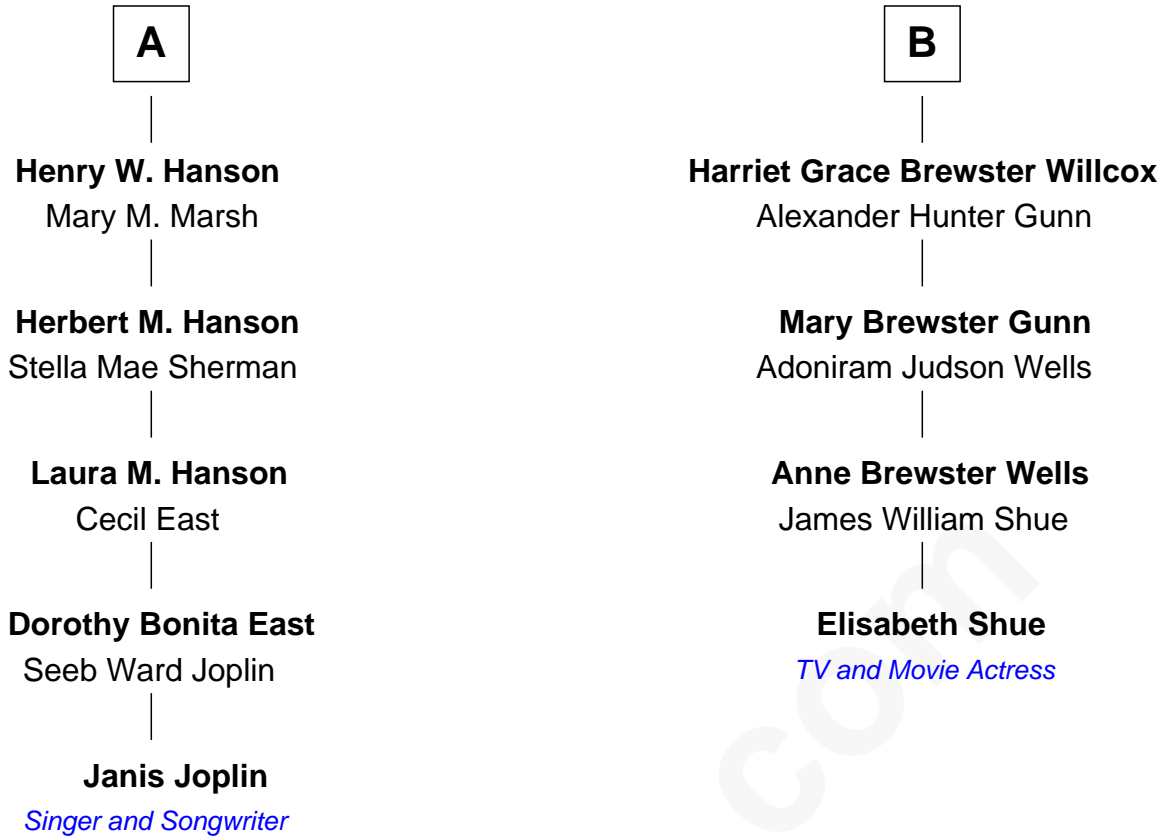 A
Henry W. Hanson
Mary M. Marsh
Herbert M. Hanson
Stella Mae Sherman
Laura M. Hanson
Cecil East
Dorothy Bonita East
Seeb Ward Joplin
Janis Joplin
Singer and Songwriter
B
Harriet Grace Brewster Willcox
Alexander Hunter Gunn
Mary Brewster Gunn
Adoniram Judson Wells
Anne Brewster Wells
James William Shue
Elisabeth Shue
TV and Movie Actress
com